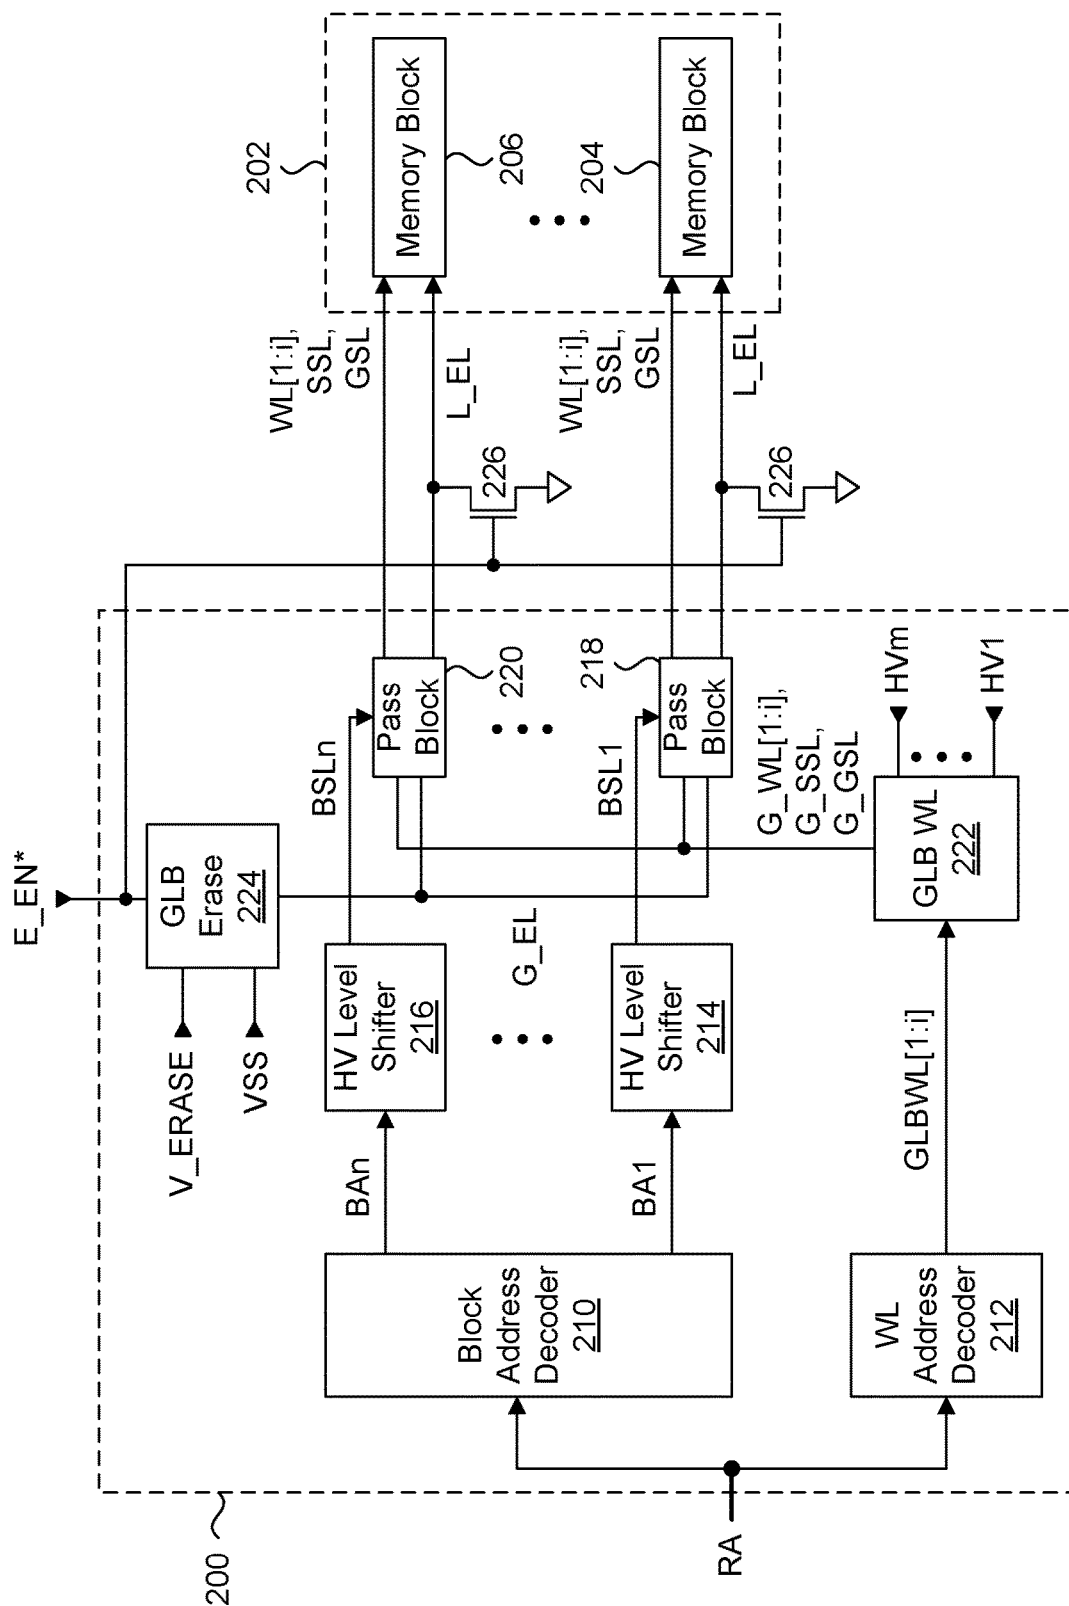 200
RA
Block
Address
Decoder
210
WL
Address
Decoder
212
BAn
BA1
GLBWL[1:i]
V_ERASE
VSS
E_EN*
GLB
Erase
224
HV Level
Shifter
216
HV Level
Shifter
214
G_EL
BSLn
BSL1
GLB WL
222
HVm
HV1
G_WL[1:i],
G_SSL,
G_GSL
Pass
Block
220
Pass
Block
218
226
226
WL[1:i],
SSL,
GSL
L_EL
WL[1:i],
SSL,
GSL
L_EL
202
Memory Block
206
Memory Block
204